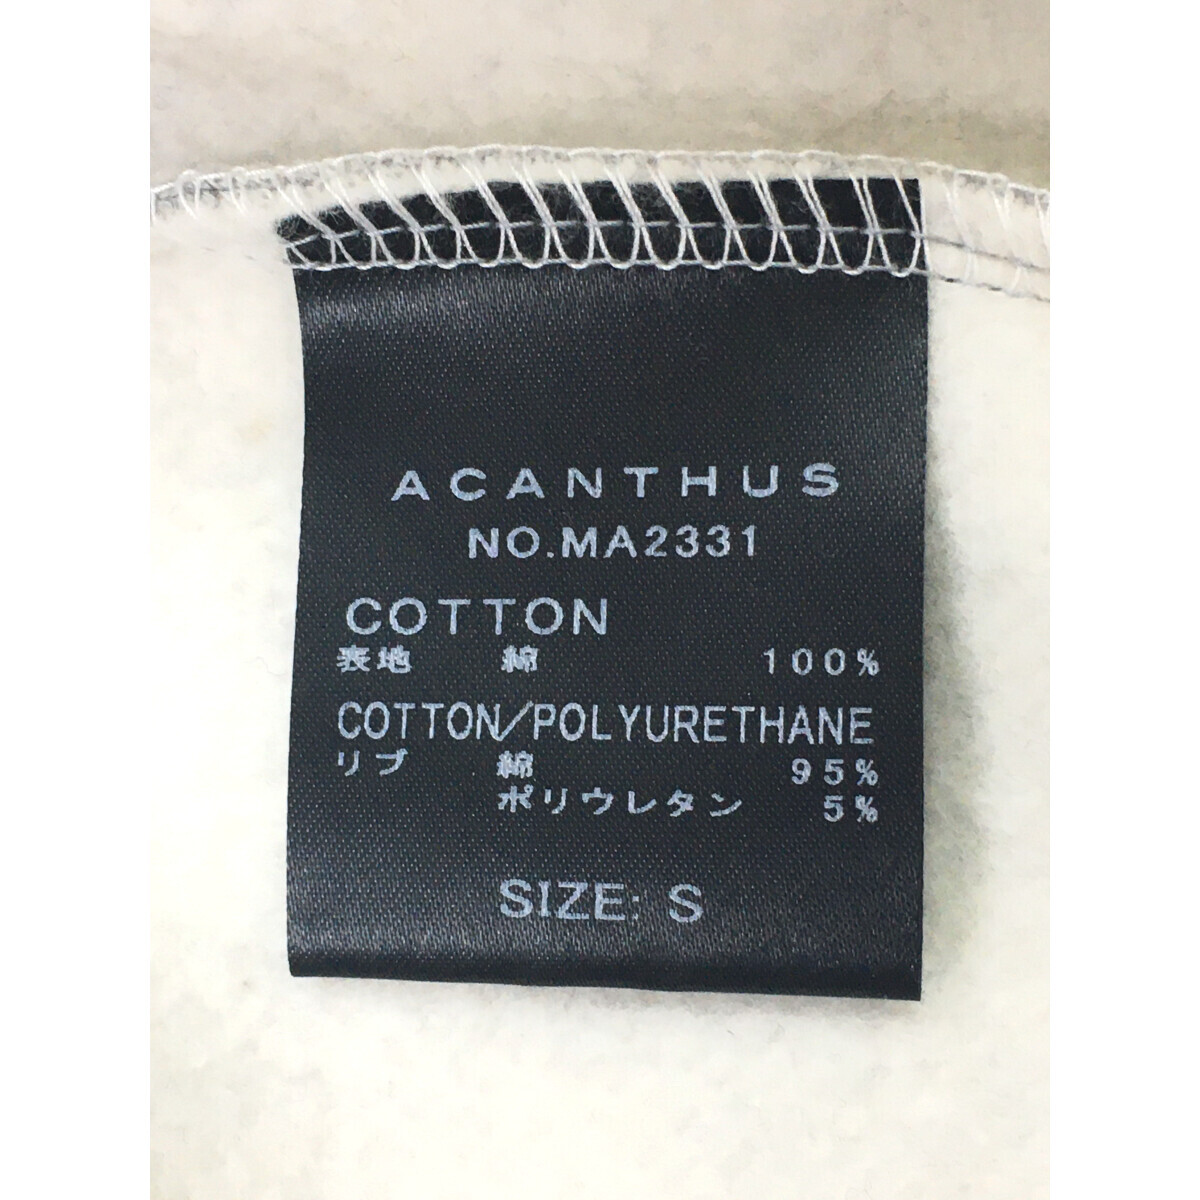 ACANTHUS
NO.MA2331
COTTON
表地 綿 100%
COTTON/POLYURETHANE
リブ 綿 95%
ポリウレタン 5%
SIZE: S